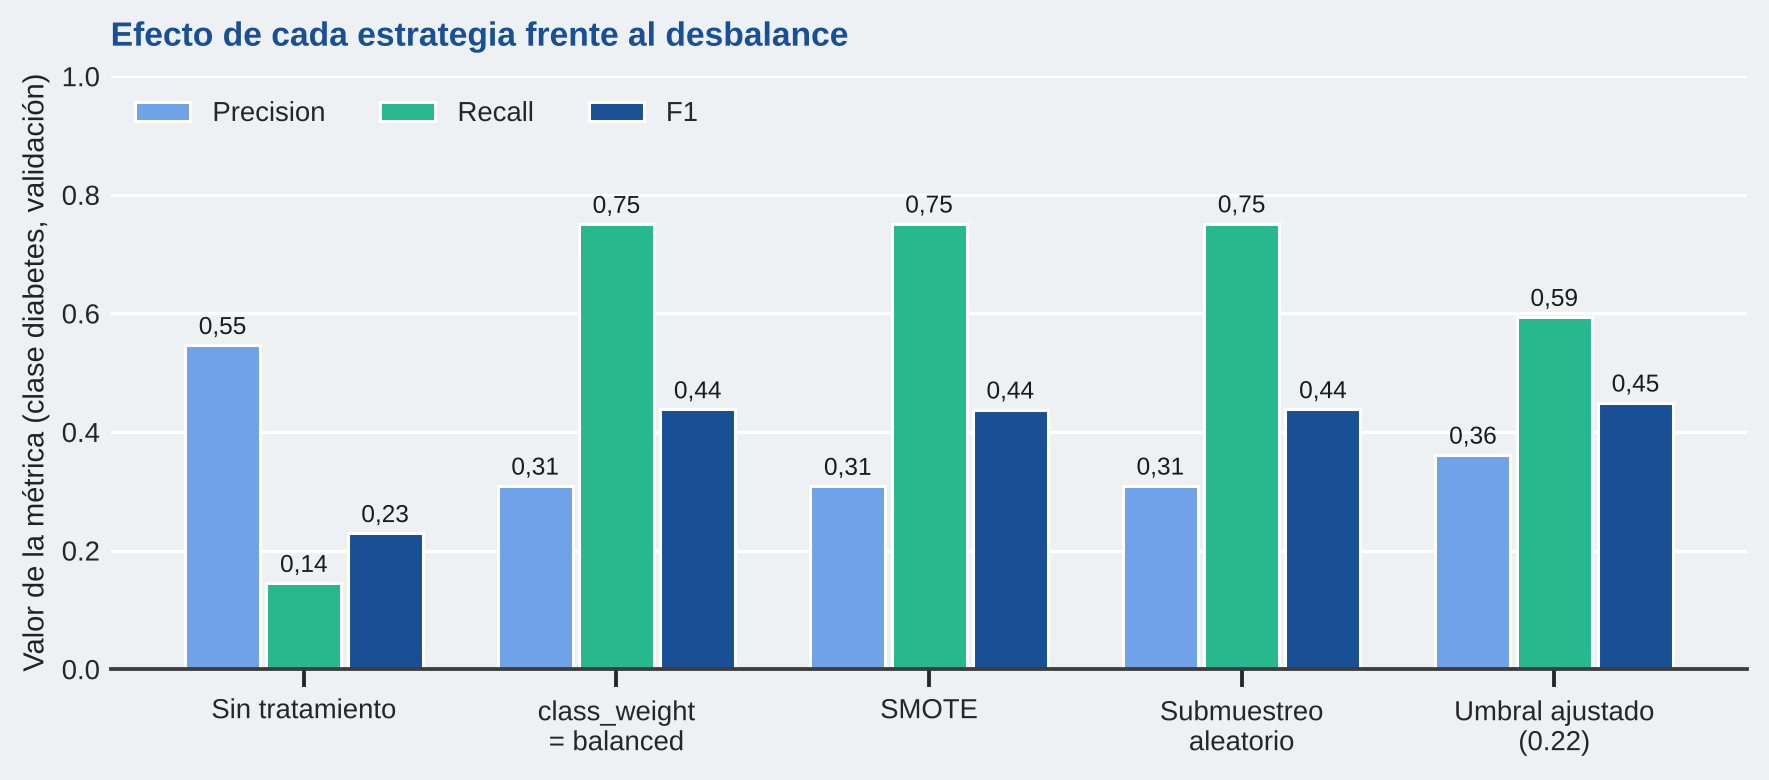 Efecto de cada estrategia frente al desbalance
Valor de la métrica (clase diabetes, validación)
1.0
0.8
0.6
0.4
0.2
0.0
Precision
Recall
F1
0,55
0,14
0,23
0,31
0,75
0,44
0,31
0,75
0,44
0,31
0,75
0,44
0,36
0,59
0,45
Sin tratamiento
class_weight
= balanced
SMOTE
Submuestreo
aleatorio
Umbral ajustado
(0.22)